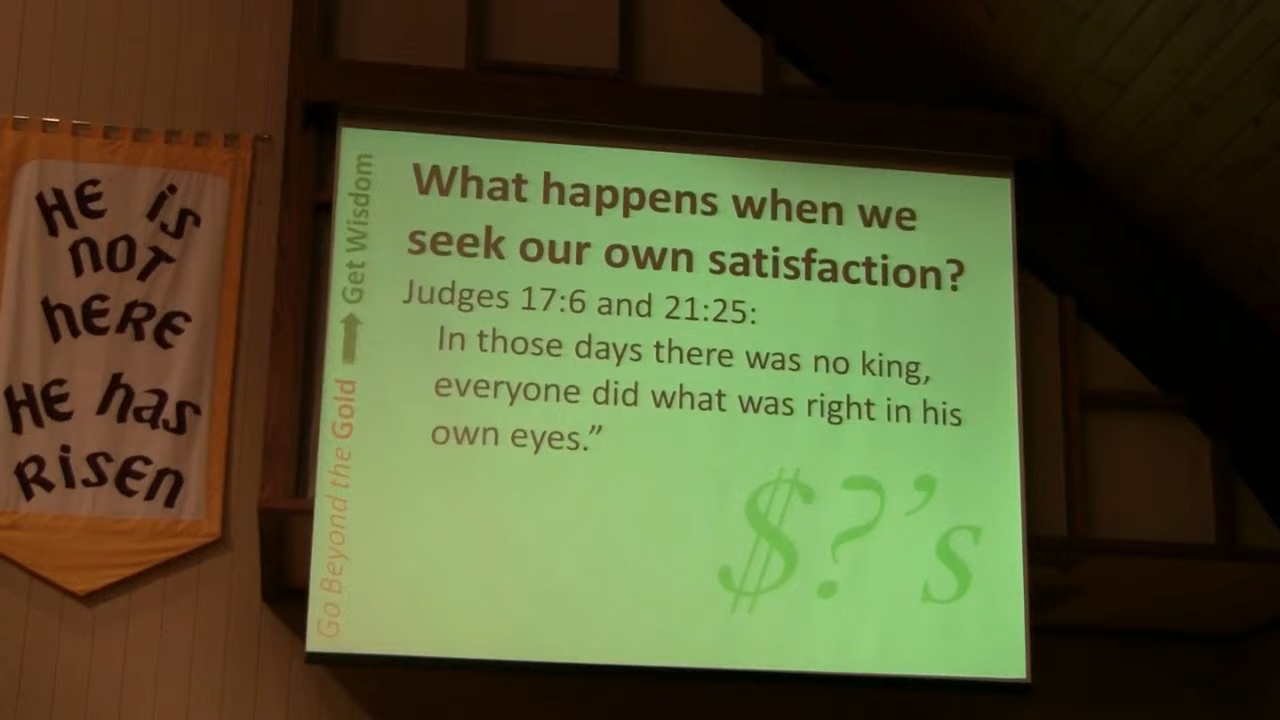 HE is
not
hERE
HE has
RisEn
Go Beyond the Gold → Get Wisdom
What happens when we
seek our own satisfaction?
Judges 17:6 and 21:25:
In those days there was no king,
everyone did what was right in his
own eyes.”
$?’s